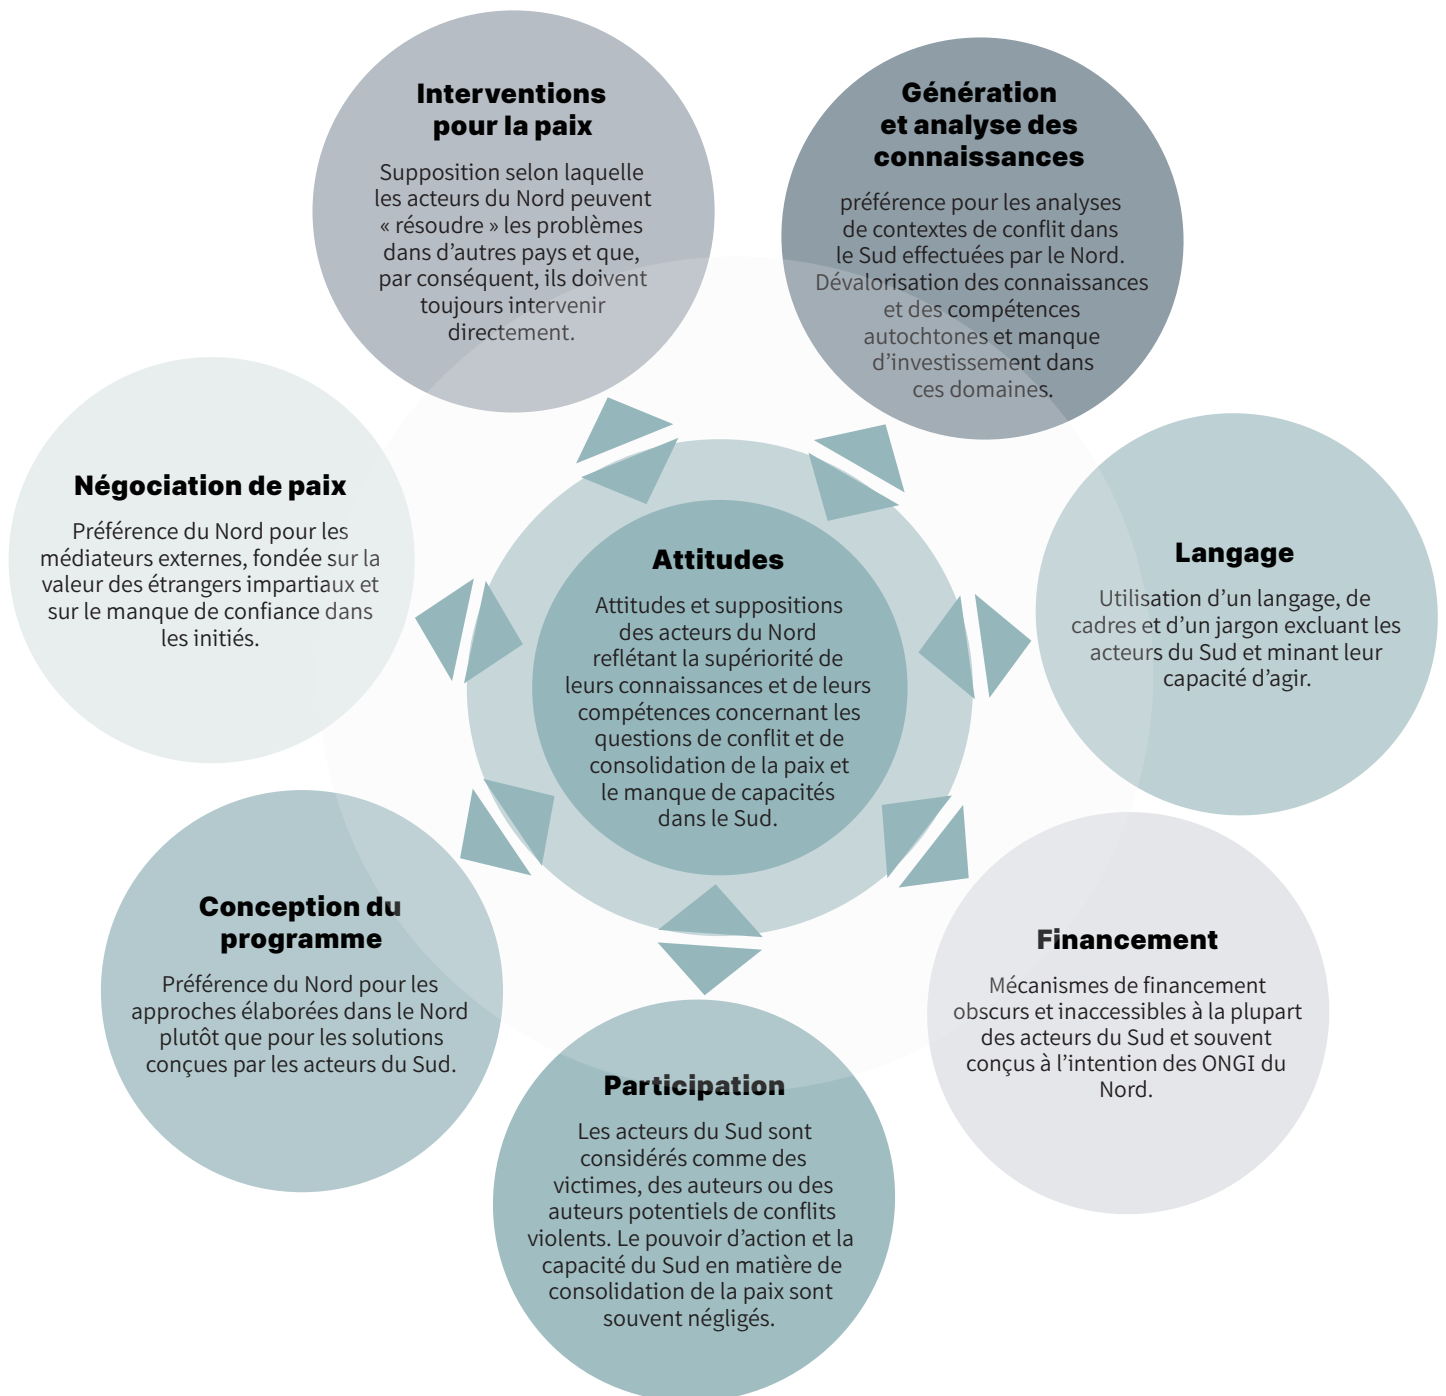 Interventions
pour la paix
Supposition selon laquelle
les acteurs du Nord peuvent
« résoudre » les problèmes
dans d’autres pays et que,
par conséquent, ils doivent
toujours intervenir
directement.
Génération
et analyse des
connaissances
préférence pour les analyses
de contextes de conflit dans
le Sud effectuées par le Nord.
Dévalorisation des connaissances
et des compétences
autochtones et manque
d’investissement dans
ces domaines.
Négociation de paix
Préférence du Nord pour les
médiateurs externes, fondée sur la
valeur des étrangers impartiaux et
sur le manque de confiance dans
les initiés.
Attitudes
Attitudes et suppositions
des acteurs du Nord
reflétant la supériorité de
leurs connaissances et de leurs
compétences concernant les
questions de conflit et de
consolidation de la paix et
le manque de capacités
dans le Sud.
Langage
Utilisation d’un langage, de
cadres et d’un jargon excluant les
acteurs du Sud et minant leur
capacité d’agir.
Conception du
programme
Préférence du Nord pour les
approches élaborées dans le Nord
plutôt que pour les solutions
conçues par les acteurs du Sud.
Financement
Mécanismes de financement
obscurs et inaccessibles à la plupart
des acteurs du Sud et souvent
conçus à l’intention des ONGI du
Nord.
Participation
Les acteurs du Sud sont
considérés comme des
victimes, des auteurs ou des
auteurs potentiels de conflits
violents. Le pouvoir d’action et la
capacité du Sud en matière de
consolidation de la paix sont
souvent négligés.